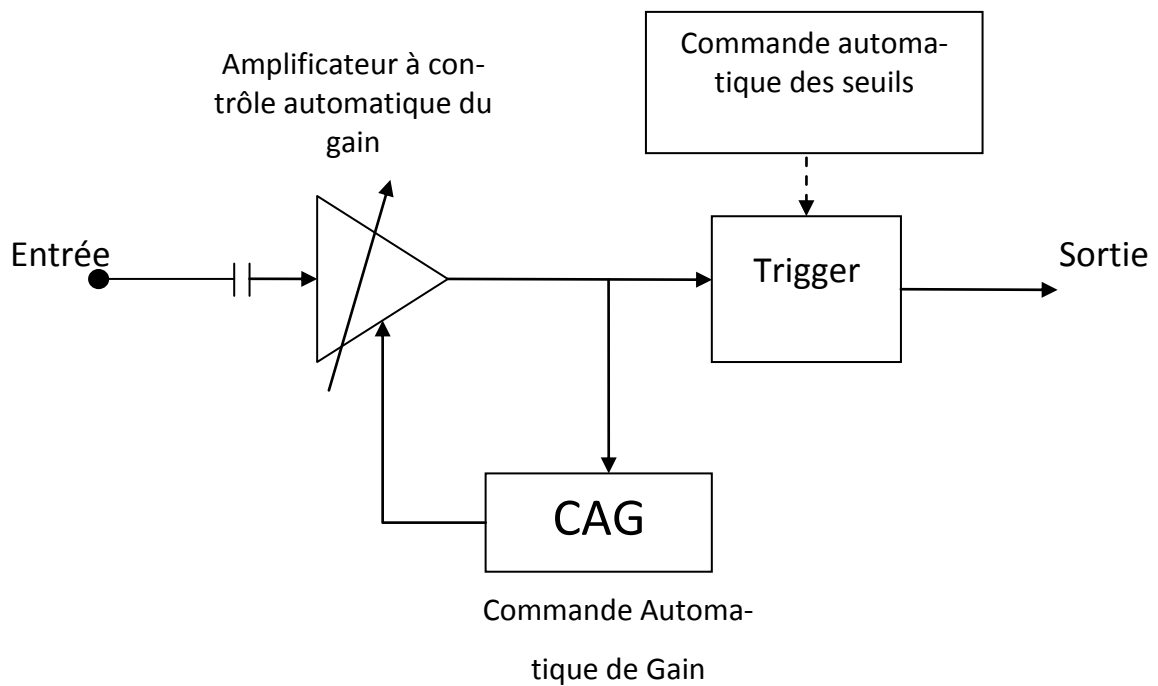 Commande automa-
tique des seuils
Amplificateur à con-
trôle automatique du
gain
Entrée
Trigger
Sortie
CAG
Commande Automa-
tique de Gain